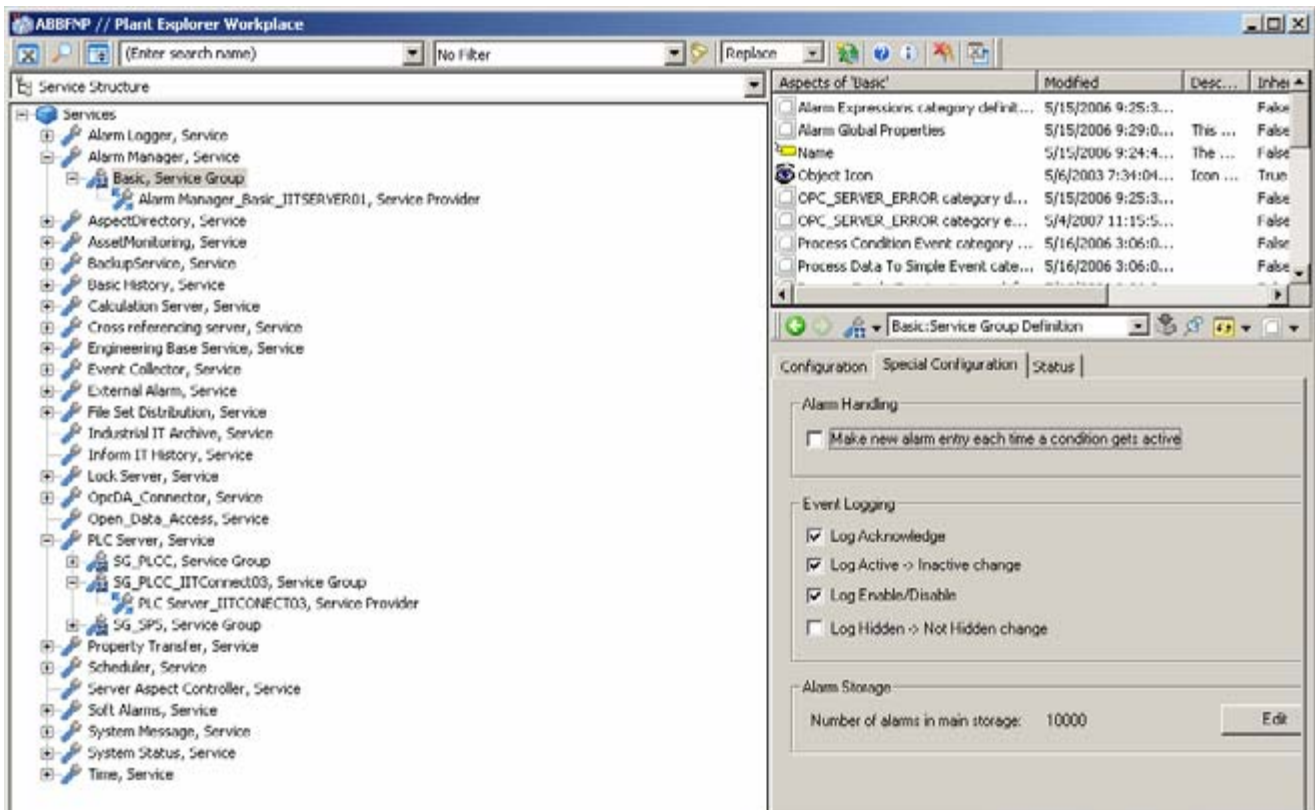 ABBFNP // Plant Explorer Workplace
(Enter search name) No Filter Replace
Service Structure
Services
Alarm Logger, Service
Alarm Manager, Service
Basic, Service Group
Alarm Manager_Basic_IITSERVER01, Service Provider
AspectDirectory, Service
AssetMonitoring, Service
BackupService, Service
Basic History, Service
Calculation Server, Service
Cross referencing server, Service
Engineering Base Service, Service
Event Collector, Service
External Alarm, Service
File Set Distribution, Service
Industrial IT Archive, Service
Inform IT History, Service
Lock Server, Service
OpcDA_Connector, Service
Open_Data_Access, Service
PLC Server, Service
SG_PLCC, Service Group
SG_PLCC_IITConnect03, Service Group
PLC Server_IITCONECT03, Service Provider
SG_SPS, Service Group
Property Transfer, Service
Scheduler, Service
Server Aspect Controller, Service
Soft Alarms, Service
System Message, Service
System Status, Service
Time, Service
Aspects of 'Basic' Modified Desc... Inher
Alarm Expressions category definit... 5/15/2006 9:25:3... False
Alarm Global Properties 5/15/2006 9:29:0... This ... False
Name 5/15/2006 9:24:4... The ... False
Object Icon 5/6/2003 7:34:04... Icon ... True
OPC_SERVER_ERROR category d... 5/15/2006 9:25:3... False
OPC_SERVER_ERROR category e... 5/4/2007 11:15:5... False
Process Condition Event category ... 5/16/2006 3:06:0... False
Process Data To Simple Event cate... 5/16/2006 3:06:0... False
Basic:Service Group Definition
Configuration Special Configuration Status
Alarm Handling
Make new alarm entry each time a condition gets active
Event Logging
Log Acknowledge
Log Active -> Inactive change
Log Enable/Disable
Log Hidden -> Not Hidden change
Alarm Storage
Number of alarms in main storage: 10000 Edit